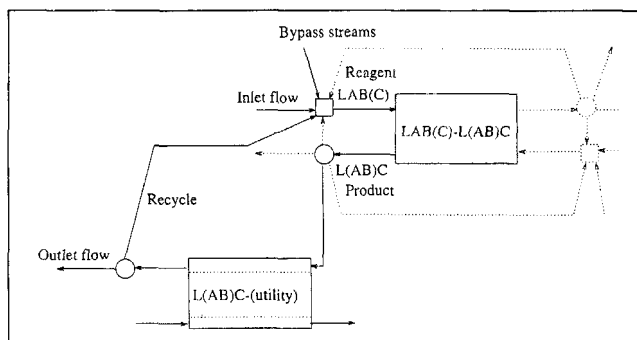 Bypass streams
Reagent
Inlet flow
LAB(C)
LAB(C)-L(AB)C
L(AB)C
Product
Recycle
Outlet flow
L(AB)C-(utility)